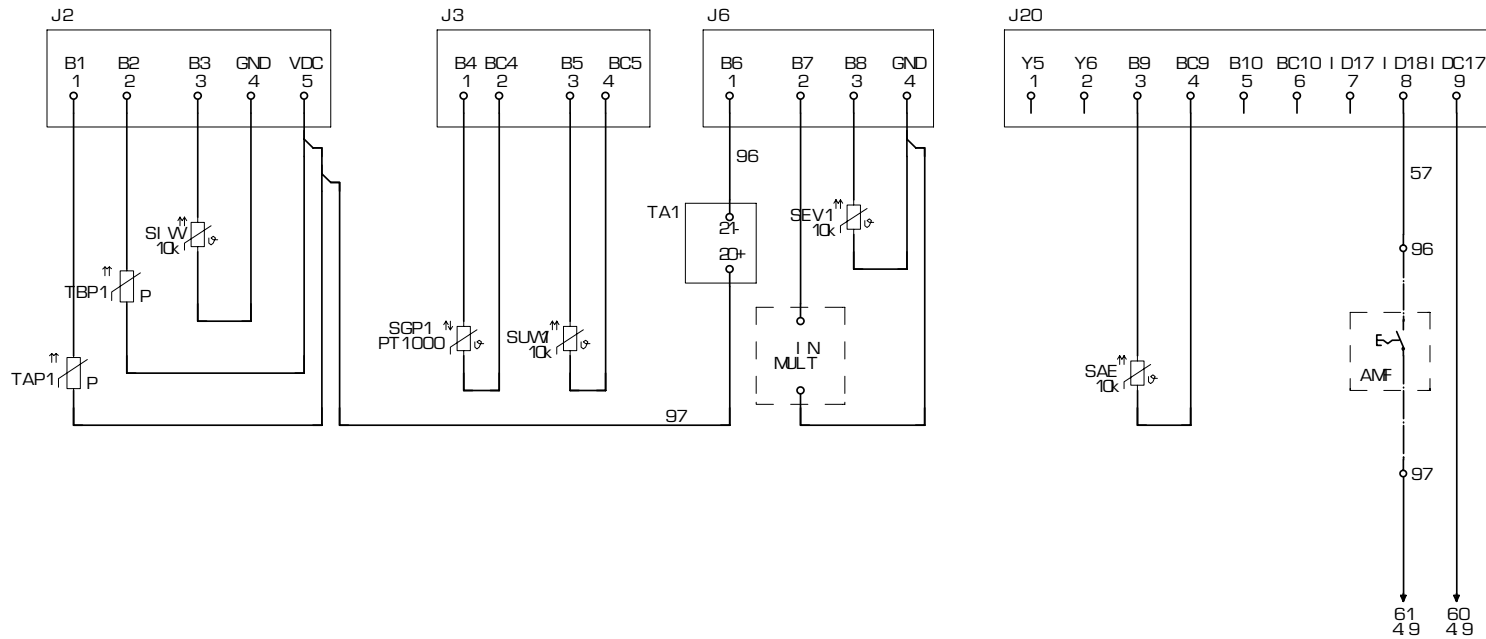 J2 J3 J6 J20
B1 B2 B3 GND VDC B4 BC4 B5 BC5 B6 B7 B8 GND Y5 Y6 B9 BC9 B10 BC10 ID17 ID18 IDC17
1 2 3 4 5 1 2 3 4 1 2 3 4 1 2 3 4 5 6 7 8 9
96
57
TA1
21-
20+
SEV1
10k
SIW
10k
96
TBP1 P
SGP1
PT1000
SUW1
10k
IN
MULT
TAP1 P
SAE
10k
AMF
97
97
61 60
49 49